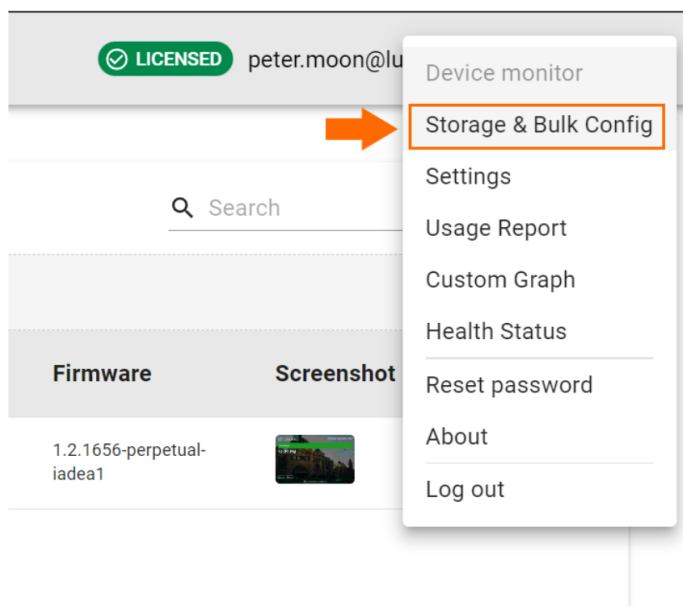 LICENSED peter.moon@lu
Device monitor
Storage & Bulk Config
Settings
Search
Usage Report
Custom Graph
Health Status
Firmware Screenshot
Reset password
About
1.2.1656-perpetual-
iadea1
Log out